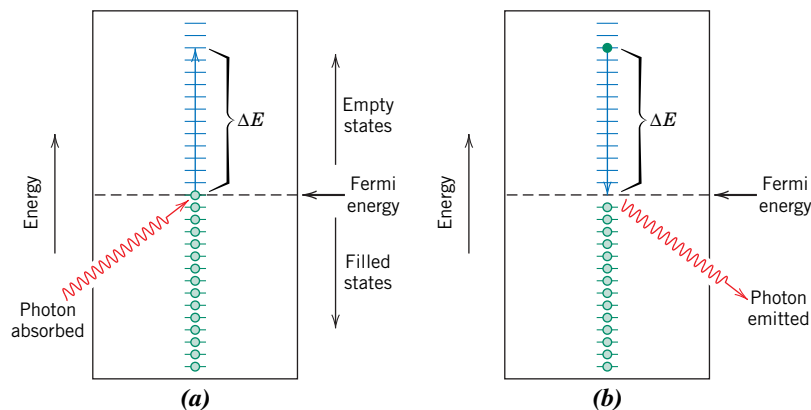 Energy
ΔE
Empty
states
Fermi
energy
Filled
states
Photon
absorbed
(a)
Energy
ΔE
Fermi
energy
Photon
emitted
(b)